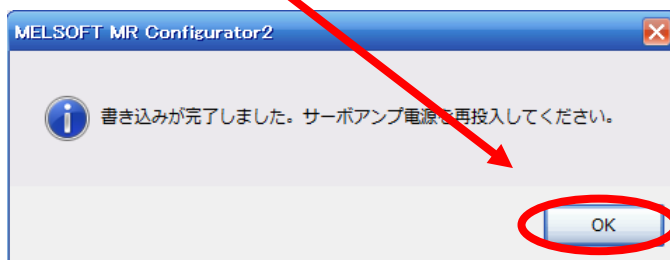 MELSOFT MR Configurator2
書き込みが完了しました。サーボアンプ電源を再投入してください。
OK